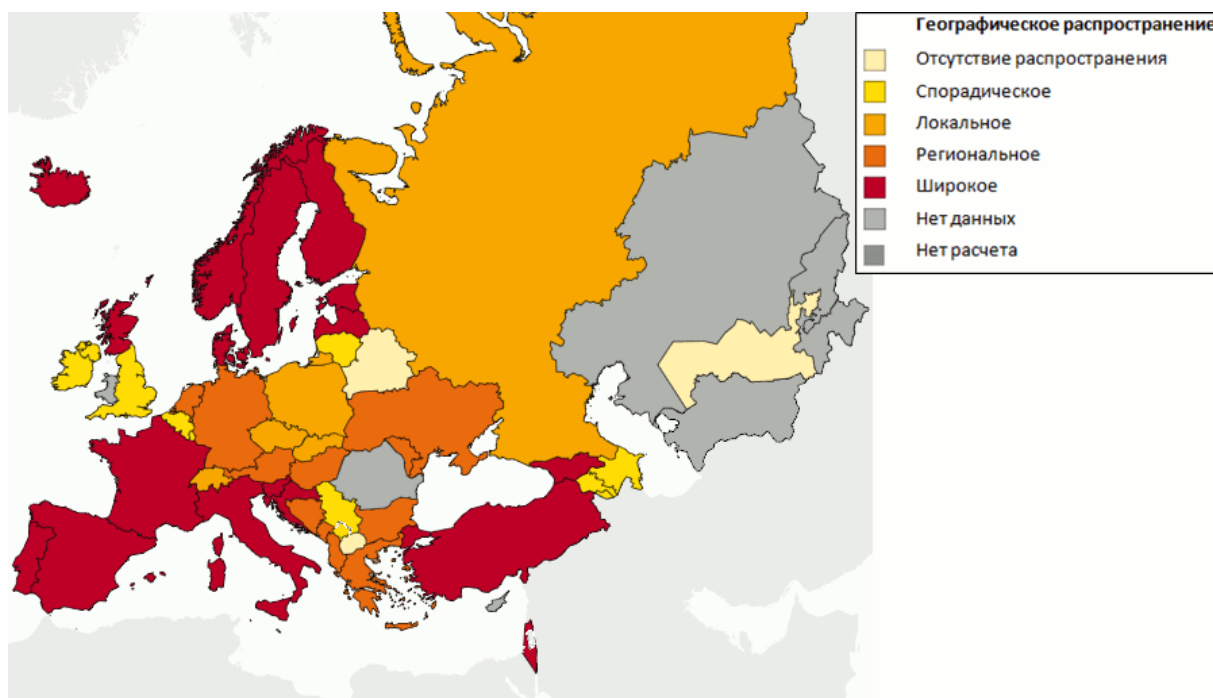 Географическое распространение
Отсутствие распространения
Спорадическое
Локальное
Региональное
Широкое
Нет данных
Нет расчета